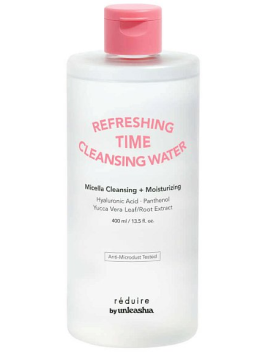 REFRESHING
TIME
CLEANSING WATER
Micella Cleansing + Moisturizing
Hyaluronic Acid · Panthenol
Yucca Vera Leaf/Root Extract
400 ml / 13.5 fl. oz.
Anti-Microdust Tested
réduire
by unleashia